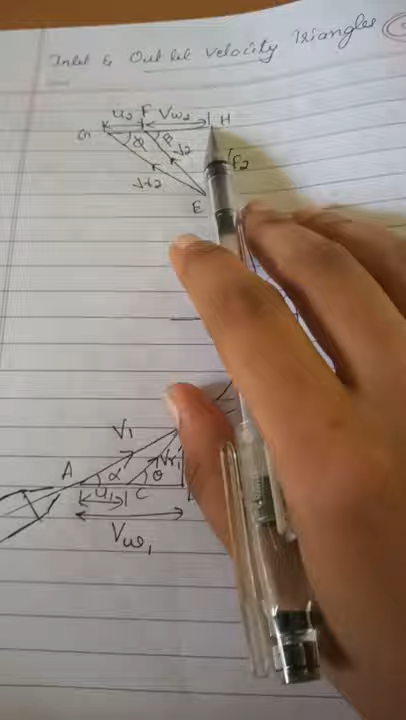 Inlet & Outlet Velocity Triangles
u2 F Vw2 H
G Φ β V2 Vf2
Vr2
E
V1
A α Vr1
u1 C θ
Vw1